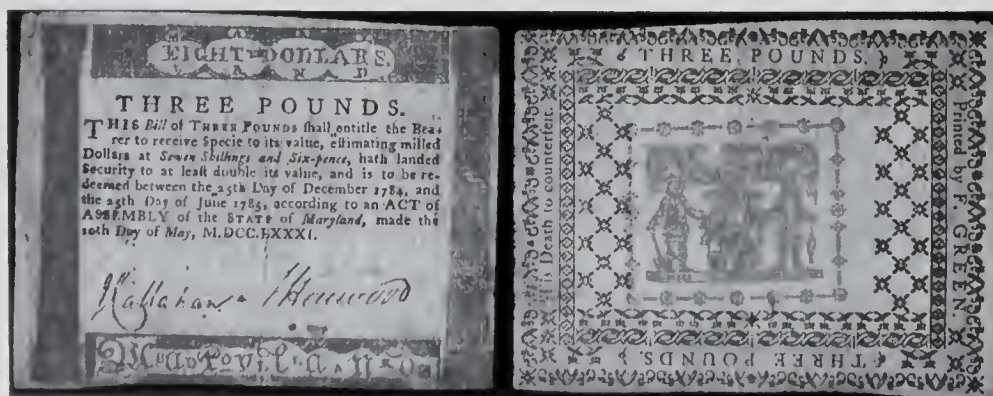 EIGHT DOLLARS.
THREE POUNDS.
THIS Bill of THREE POUNDS shall entitle the Bea-
rer to receive Specie to its value, estimating milled
Dollars at Seven Shillings and Six-pence, hath landed
Security to at least double its value, and is to be re-
deemed between the 25th Day of December 1784, and
the 25th Day of June 1785, according to an ACT of
ASSEMBLY of the STATE of Maryland, made the
10th Day of May, M.DCC.LXXXI.
JCallahan
THREE POUNDS.
'Tis Death to counterfeit.
Printed by F. GREEN.
THREE POUNDS.